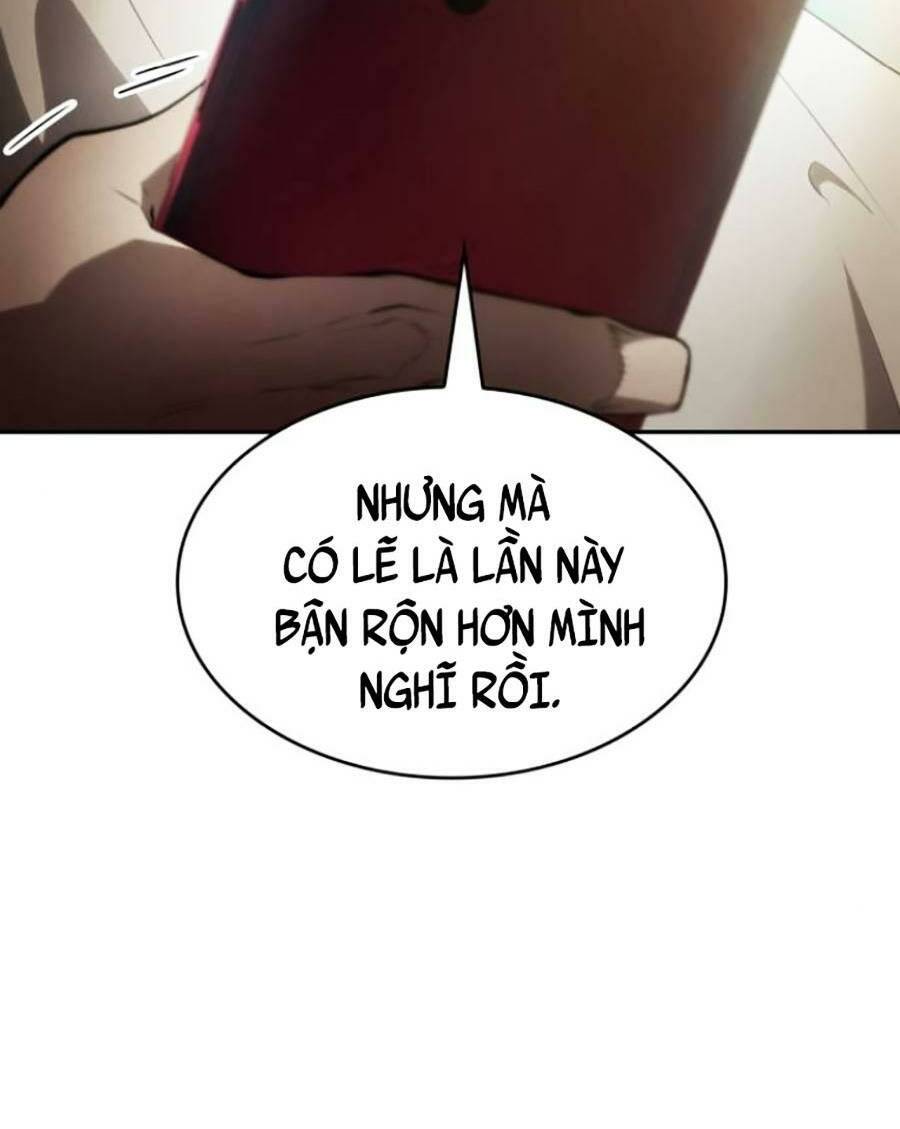 NHƯNG MÀ
CÓ LẼ LÀ LẦN NÀY
BẬN RỘN HƠN MÌNH
NGHĨ RỒI.